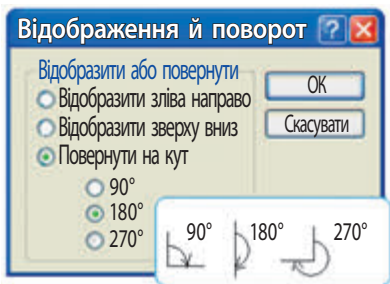 Відображення й поворот
Відобразити або повернути
Відобразити зліва направо
Відобразити зверху вниз
Повернути на кут
90°
180°
270°
ОК
Скасувати
90° 180° 270°